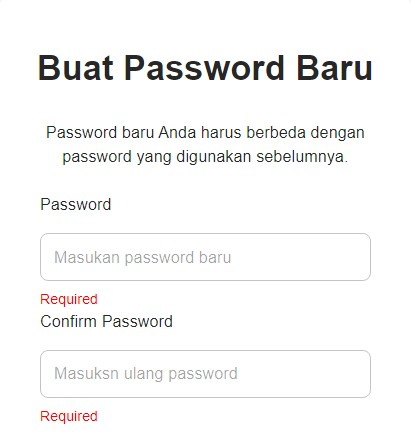 Buat Password Baru
Password baru Anda harus berbeda dengan
password yang digunakan sebelumnya.
Password
Masukan password baru
Required
Confirm Password
Masuksn ulang password
Required